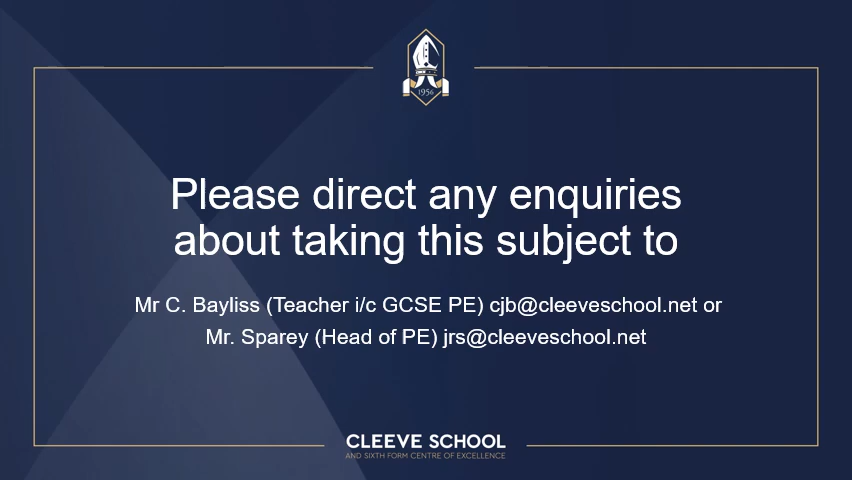 1956
Please direct any enquiries
about taking this subject to
Mr C. Bayliss (Teacher i/c GCSE PE) cjb@cleeveschool.net or
Mr. Sparey (Head of PE) jrs@cleeveschool.net
CLEEVE SCHOOL
AND SIXTH FORM CENTRE OF EXCELLENCE